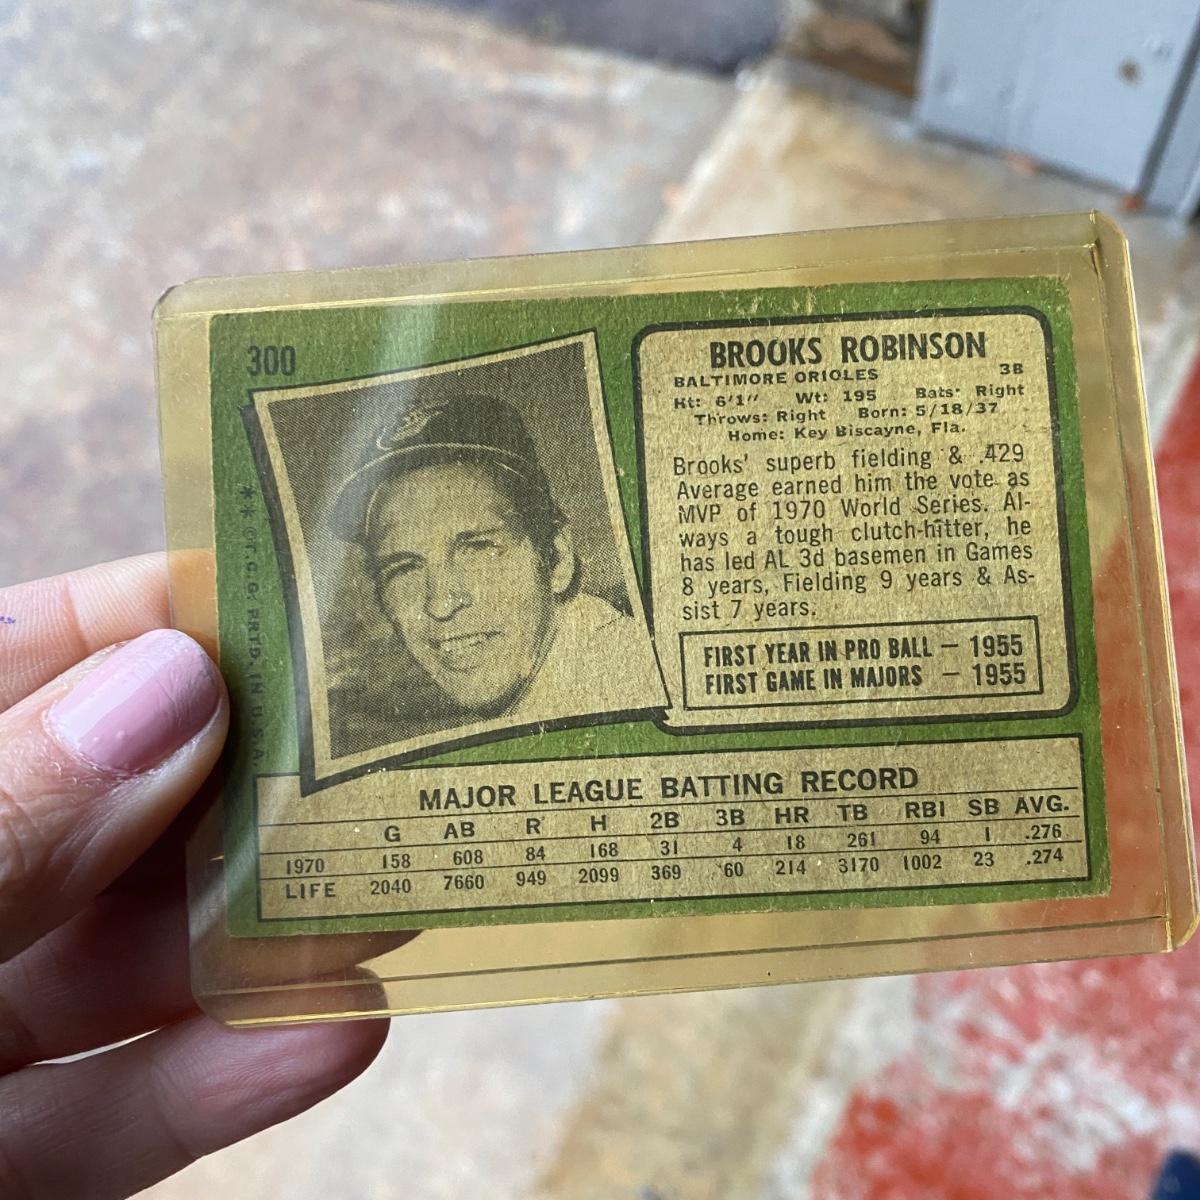 300
BROOKS ROBINSON
BALTIMORE ORIOLES 3B
Ht: 6'1" Wt: 195 Bats: Right
Throws: Right Born: 5/18/37
Home: Key Biscayne, Fla.
Brooks' superb fielding & .429
Average earned him the vote as
MVP of 1970 World Series. Al-
ways a tough clutch-hitter, he
has led AL 3d basemen in Games
8 years, Fielding 9 years & As-
sist 7 years.
FIRST YEAR IN PRO BALL — 1955
FIRST GAME IN MAJORS — 1955
** © T.C.G. PRTD. IN U.S.A.
MAJOR LEAGUE BATTING RECORD
G AB R H 2B 3B HR TB RBI SB AVG.
1970 158 608 84 168 31 4 18 261 94 1 .276
LIFE 2040 7660 949 2099 369 60 214 3170 1002 23 .274